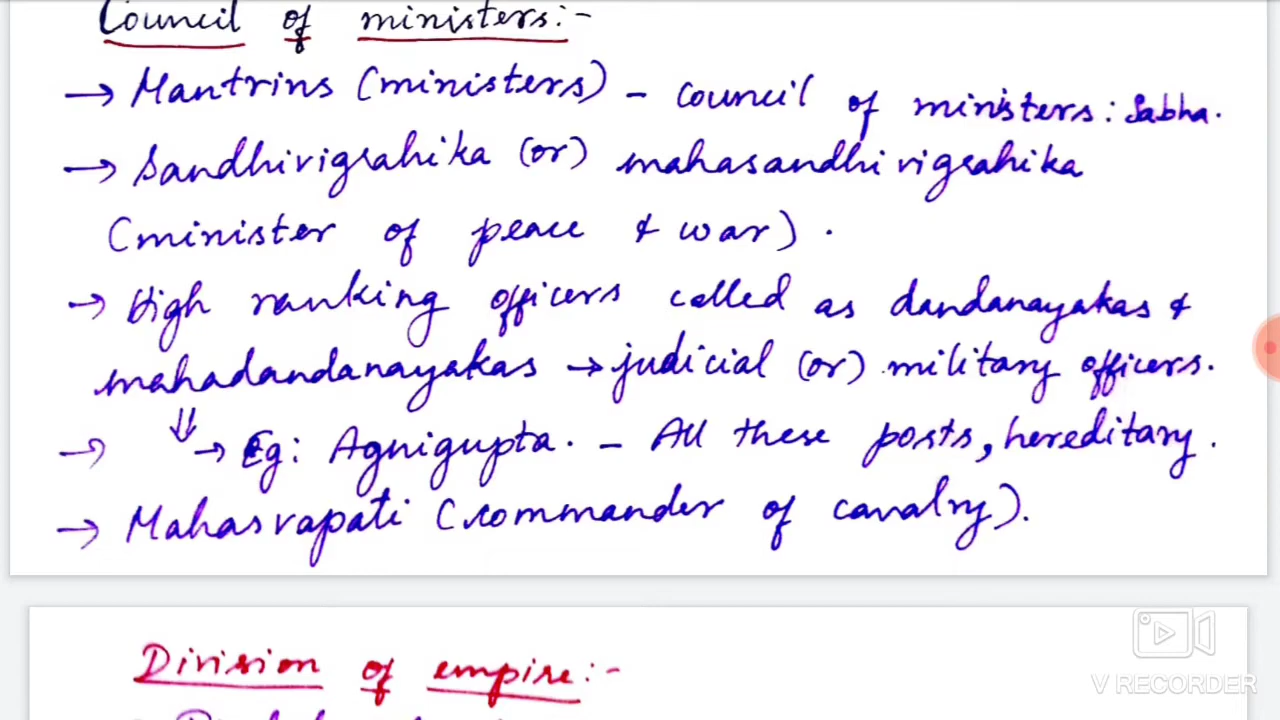 Council of ministers:-
→ Mantrins (ministers) - council of ministers: Sabha.
→ Sandhivigrahika (or) mahasandhivigrahika
(minister of peace & war).
→ High ranking officers called as dandanayakas &
mahadandanayakas → judicial (or) military officers.
→ ⇓ → Eg: Agnigupta. - All these posts, hereditary.
→ Mahasvapati (commander of cavalry).
Division of empire:-
V RECORDER